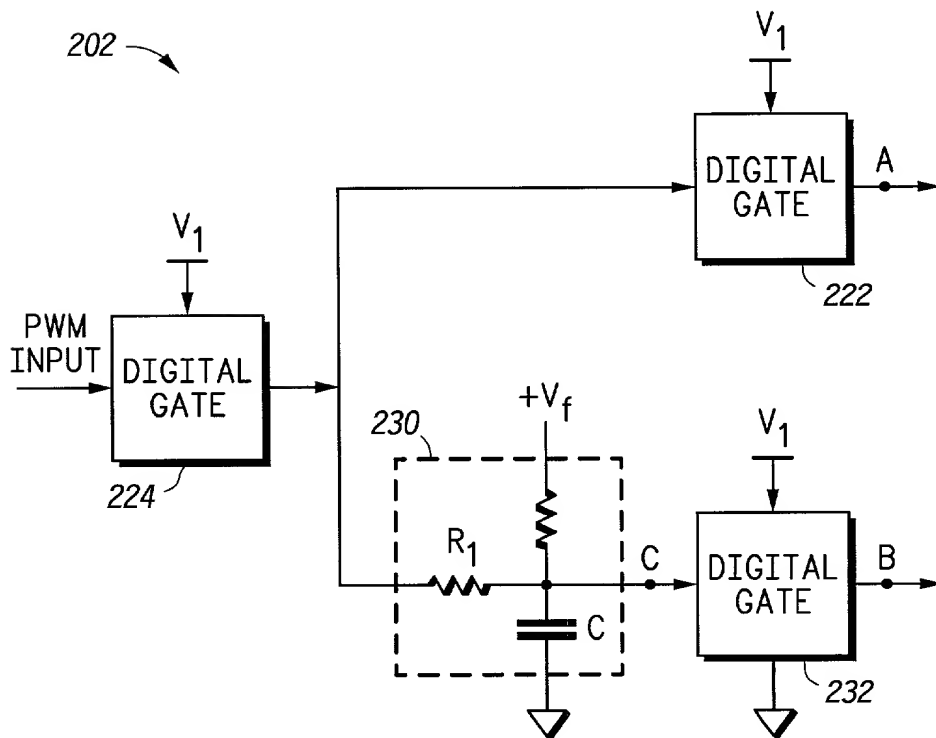 202
V1
DIGITAL
GATE
A
222
V1
PWM
INPUT
DIGITAL
GATE
224
230
+Vf
R1
C
C
V1
DIGITAL
GATE
B
232